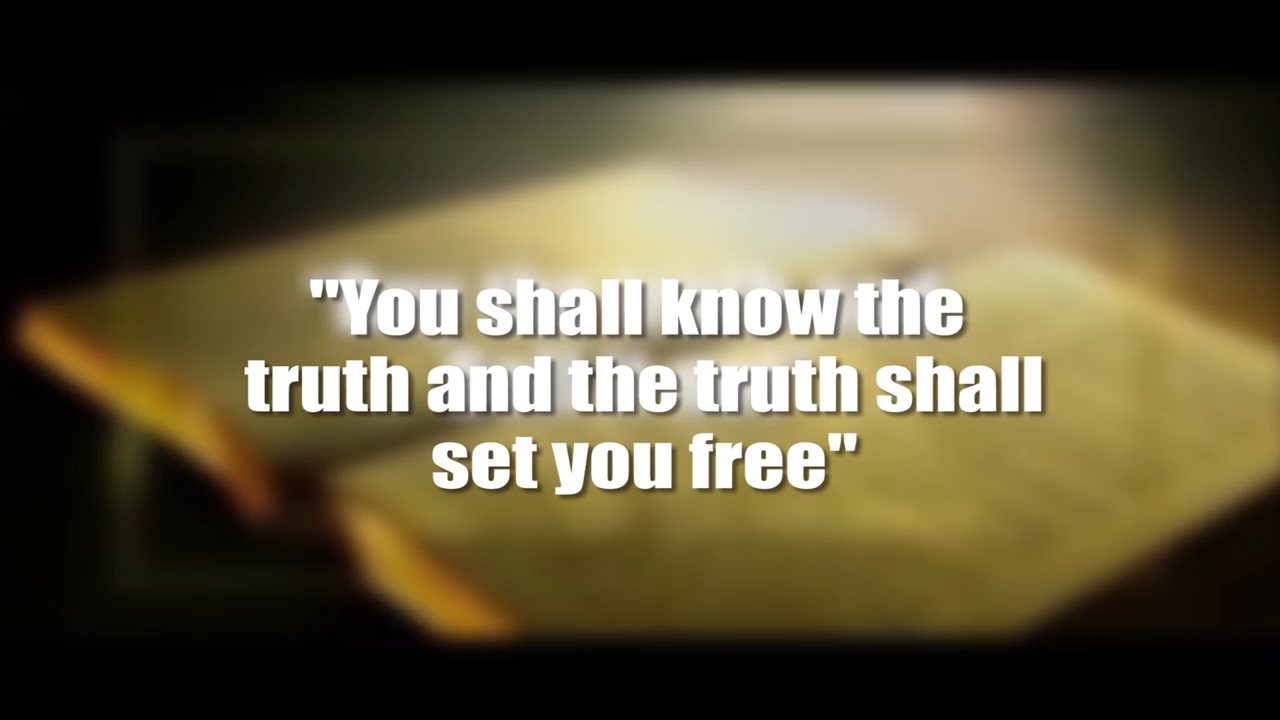 "You shall know the
truth and the truth shall
set you free"